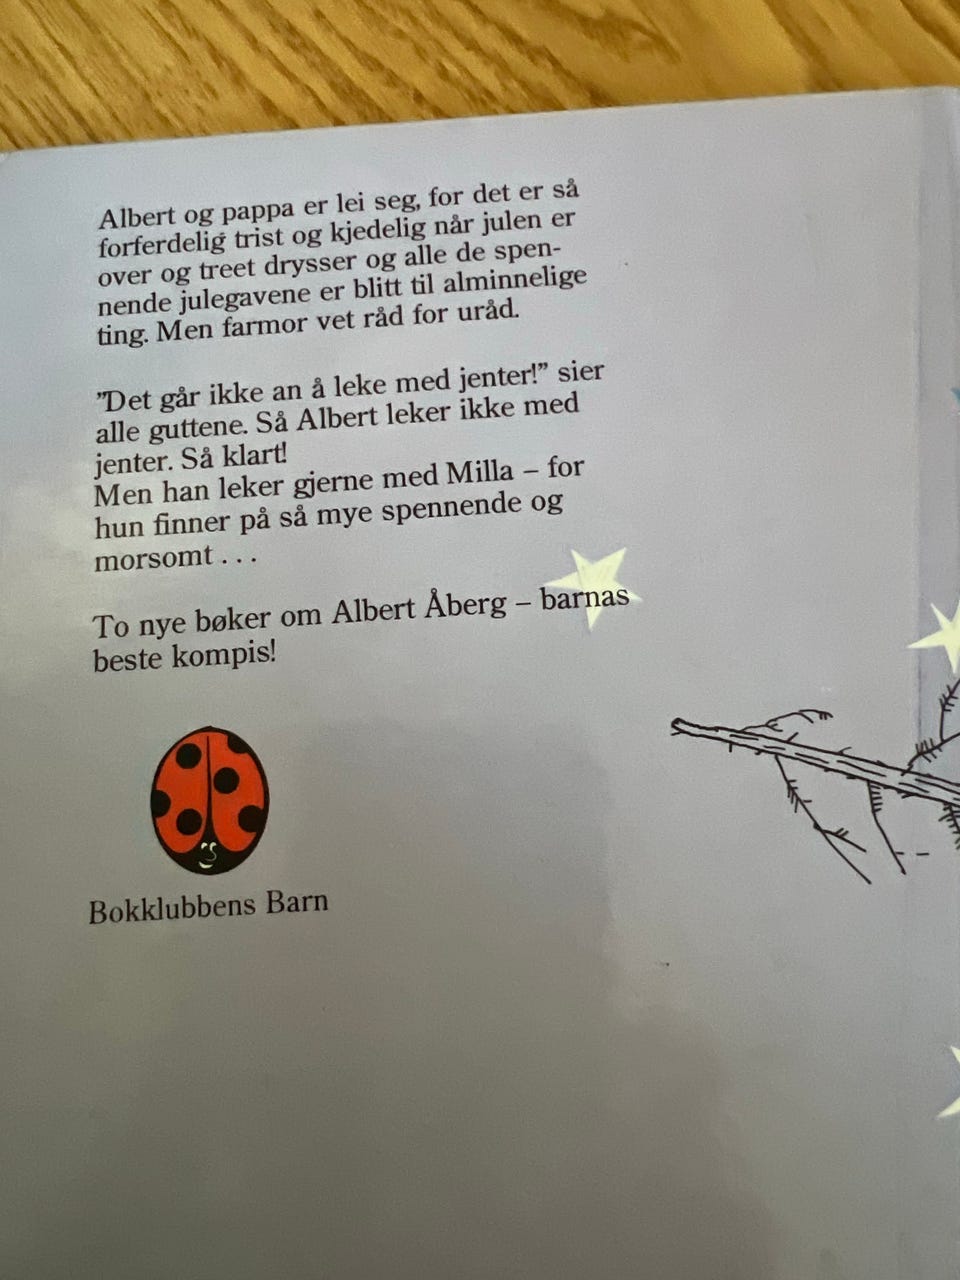 Albert og pappa er lei seg, for det er så
forferdelig trist og kjedelig når julen er
over og treet drysser og alle de spen-
nende julegavene er blitt til alminnelige
ting. Men farmor vet råd for uråd.
”Det går ikke an å leke med jenter!” sier
alle guttene. Så Albert leker ikke med
jenter. Så klart!
Men han leker gjerne med Milla – for
hun finner på så mye spennende og
morsomt . . .
To nye bøker om Albert Åberg – barnas
beste kompis!
Bokklubbens Barn